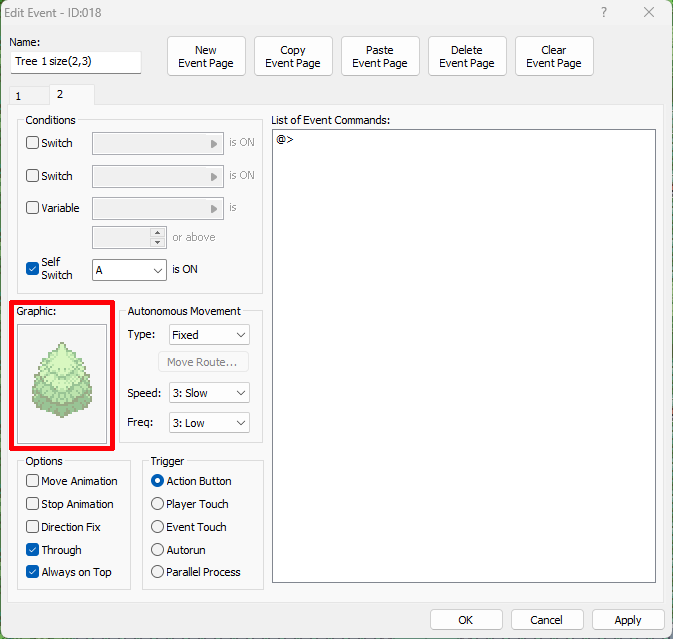 Edit Event - ID:018
?
Name:
Tree 1 size(2,3)
New
Event Page
Copy
Event Page
Paste
Event Page
Delete
Event Page
Clear
Event Page
1
2
Conditions
Switch
is ON
Switch
is ON
Variable
is
or above
Self
Switch
A
is ON
Graphic:
Autonomous Movement
Type:
Fixed
Move Route...
Speed:
3: Slow
Freq:
3: Low
Options
Move Animation
Stop Animation
Direction Fix
Through
Always on Top
Trigger
Action Button
Player Touch
Event Touch
Autorun
Parallel Process
List of Event Commands:
@>
OK
Cancel
Apply